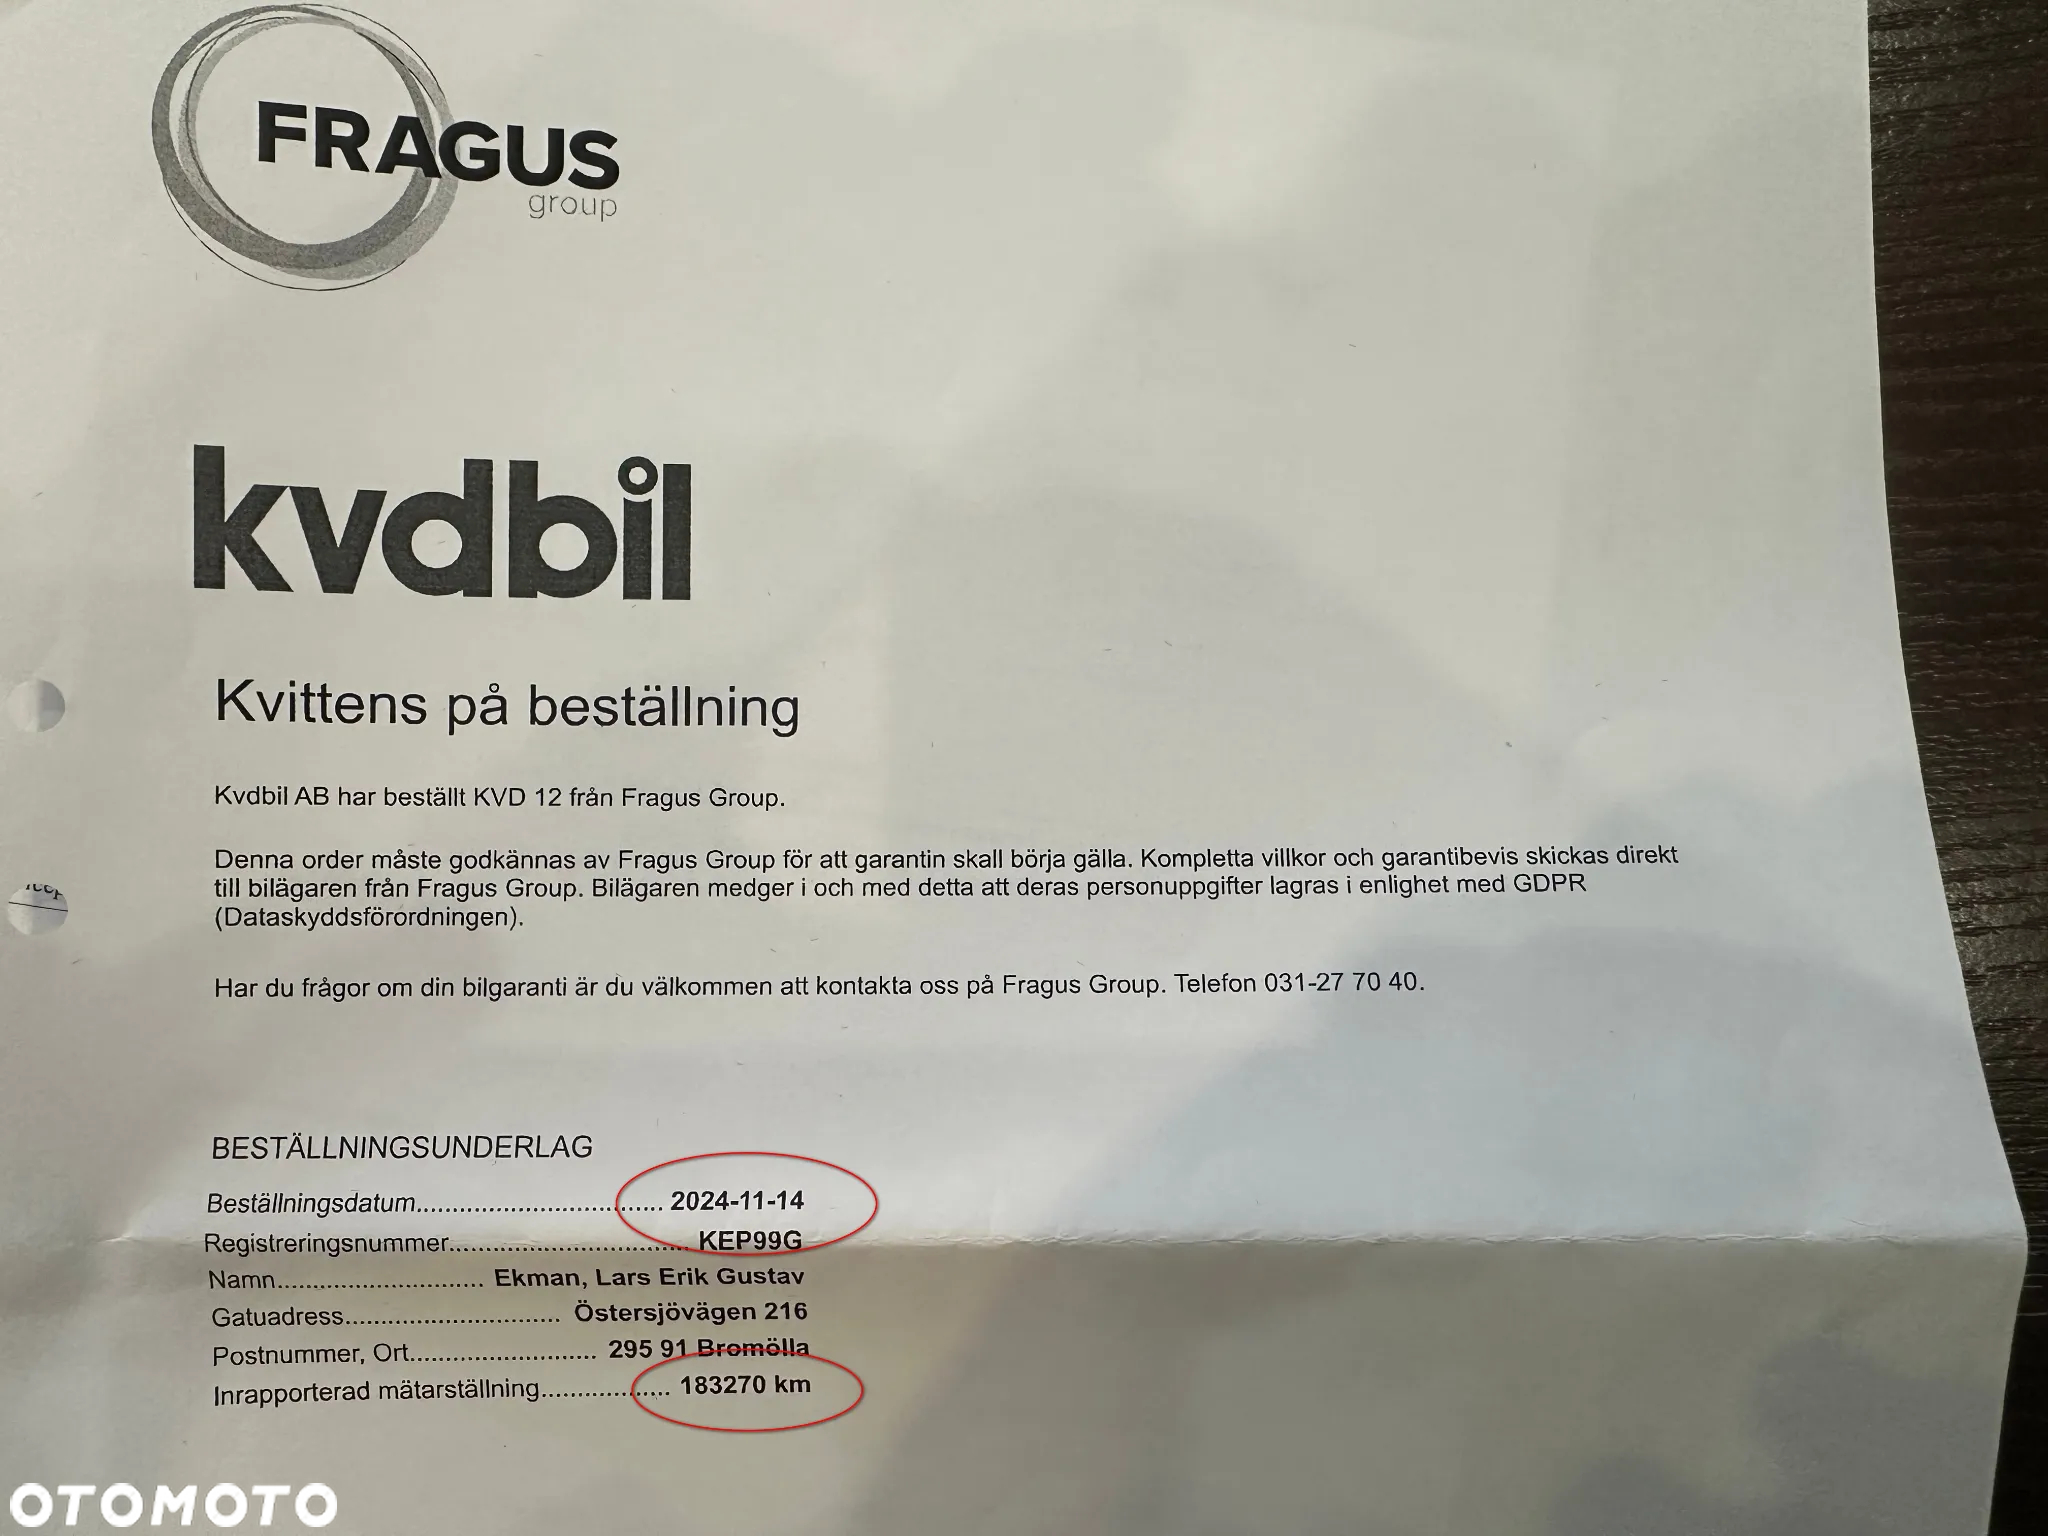 FRAGUS
group
kvdbil
Kvittens på beställning
Kvdbil AB har beställt KVD 12 från Fragus Group.
Denna order måste godkännas av Fragus Group för att garantin skall börja gälla. Kompletta villkor och garantibevis skickas direkt
till bilägaren från Fragus Group. Bilägaren medger i och med detta att deras personuppgifter lagras i enlighet med GDPR
(Dataskyddsförordningen).
Har du frågor om din bilgaranti är du välkommen att kontakta oss på Fragus Group. Telefon 031-27 70 40.
BESTÄLLNINGSUNDERLAG
Beställningsdatum.................................. 2024-11-14
Registreringsnummer................................. KEP99G
Namn............................. Ekman, Lars Erik Gustav
Gatuadress.............................. Östersjövägen 216
Postnummer, Ort.......................... 295 91 Bromölla
Inrapporterad mätarställning.................. 183270 km
OTOMOTO